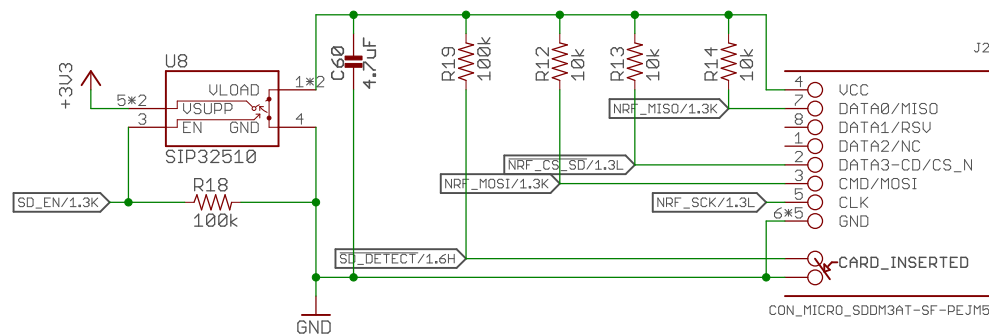 +3V3
U8
VLOAD
1*2
5*2
VSUPP
3
EN
GND
4
SIP32510
SD_EN/1.3K
R18
100k
GND
C60
4.7uF
R19
100k
R12
10k
R13
10k
R14
10k
NRF_MISO/1.3K
NRF_CS_SD/1.3L
NRF_MOSI/1.3K
NRF_SCK/1.3L
SD_DETECT/1.6H
J2
4 VCC
7 DATA0/MISO
8 DATA1/RSV
1 DATA2/NC
2 DATA3-CD/CS_N
3 CMD/MOSI
5 CLK
6*5 GND
CARD_INSERTED
CON_MICRO_SDDM3AT-SF-PEJM5